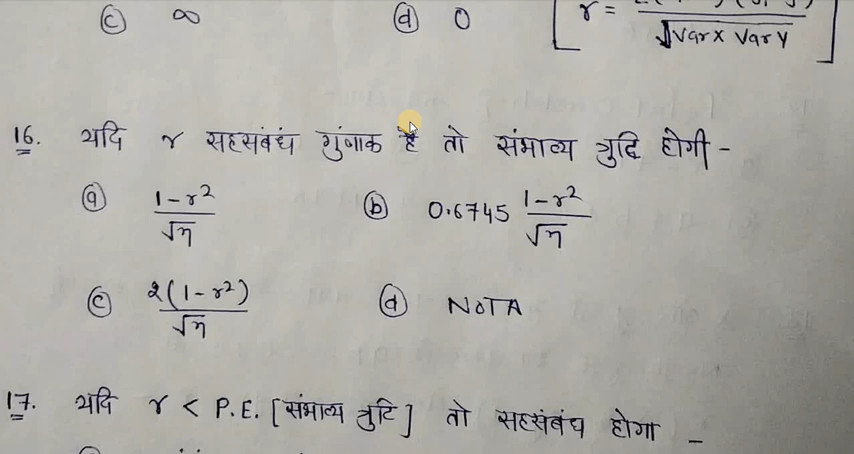 (c) ∞ (d) 0
r =
√Var X Var Y
16. यदि r सहसंबंध गुंणाक है तो संभाव्य त्रुटि होगी -
(a) 1-r²/√n (b) 0.6745 1-r²/√n
(c) 2(1-r²)/√n (d) NOTA
17. यदि r < P.E. [संभाव्य त्रुटि] तो सहसंबंध होगा -